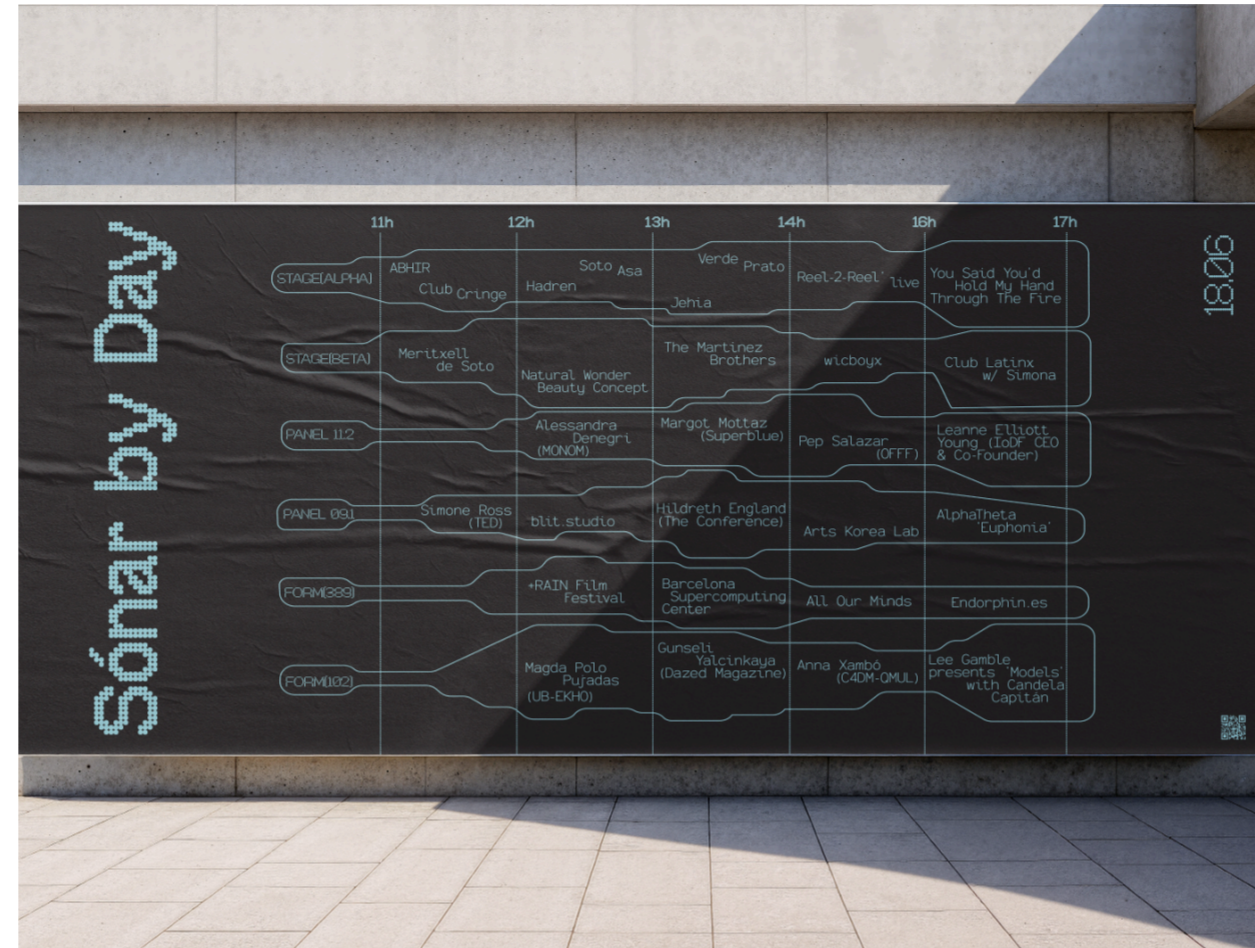 Sónar by Day
11h 12h 13h 14h 16h 17h
18.06
STAGE(ALPHA)
ABHIR
Club Cringe
Hadren
Soto Asa
Verde Prato
Jehia
Reel-2-Reel' live
You Said You'd
Hold My Hand
Through The Fire
STAGE(BETA)
Meritxell
de Soto
Natural Wonder
Beauty Concept
The Martinez
Brothers
wicboyx
Club Latinx
w/ Simona
PANEL 11:2
Alessandra
Denegri
(MONOM)
Margot Mottaz
(Superblue)
Pep Salazar
(OFFF)
Leanne Elliott
Young (IoDF CEO
& Co-Founder)
PANEL 09.1
Simone Ross
(TED)
blit.studio
Hildreth England
(The Conference)
Arts Korea Lab
AlphaTheta
'Euphonia'
FORM(389)
+RAIN Film
Festival
Barcelona
Supercomputing
Center
All Our Minds
Endorphin.es
FORM(102)
Magda Polo
Pujadas
(UB-EKHO)
Gunseli
Yalcinkaya
(Dazed Magazine)
Anna Xambó
(C4DM-QMUL)
Lee Gamble
presents 'Models'
with Candela
Capitán